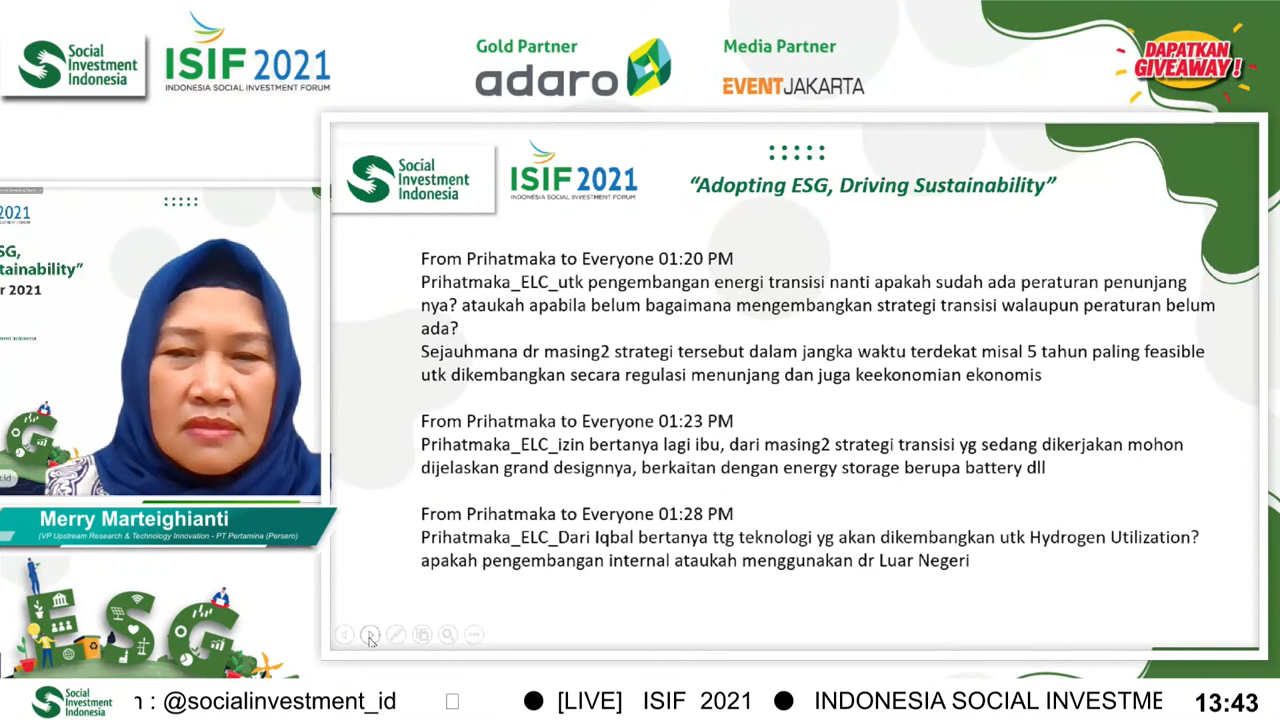 Social
Investment
Indonesia
ISIF 2021
INDONESIA SOCIAL INVESTMENT FORUM
Gold Partner
adaro
Media Partner
EVENTJAKARTA
DAPATKAN
GIVEAWAY!
Social
Investment
Indonesia
ISIF 2021
INDONESIA SOCIAL INVESTMENT FORUM
“Adopting ESG, Driving Sustainability”
From Prihatmaka to Everyone 01:20 PM
Prihatmaka_ELC_utk pengembangan energi transisi nanti apakah sudah ada peraturan penunjang
nya? ataukah apabila belum bagaimana mengembangkan strategi transisi walaupun peraturan belum
ada?
Sejauhmana dr masing2 strategi tersebut dalam jangka waktu terdekat misal 5 tahun paling feasible
utk dikembangkan secara regulasi menunjang dan juga keekonomian ekonomis
From Prihatmaka to Everyone 01:23 PM
Prihatmaka_ELC_izin bertanya lagi ibu, dari masing2 strategi transisi yg sedang dikerjakan mohon
dijelaskan grand designnya, berkaitan dengan energy storage berupa battery dll
From Prihatmaka to Everyone 01:28 PM
Prihatmaka_ELC_Dari Iqbal bertanya ttg teknologi yg akan dikembangkan utk Hydrogen Utilization?
apakah pengembangan internal ataukah menggunakan dr Luar Negeri
2021
SG,
tainability”
r 2021
G
t.id
Merry Marteighianti
(VP Upstream Research & Technology Innovation - PT Pertamina (Persero)
ESG
Social
Investment
Indonesia
: @socialinvestment_id
● [LIVE] ISIF 2021 ● INDONESIA SOCIAL INVESTME
13:43